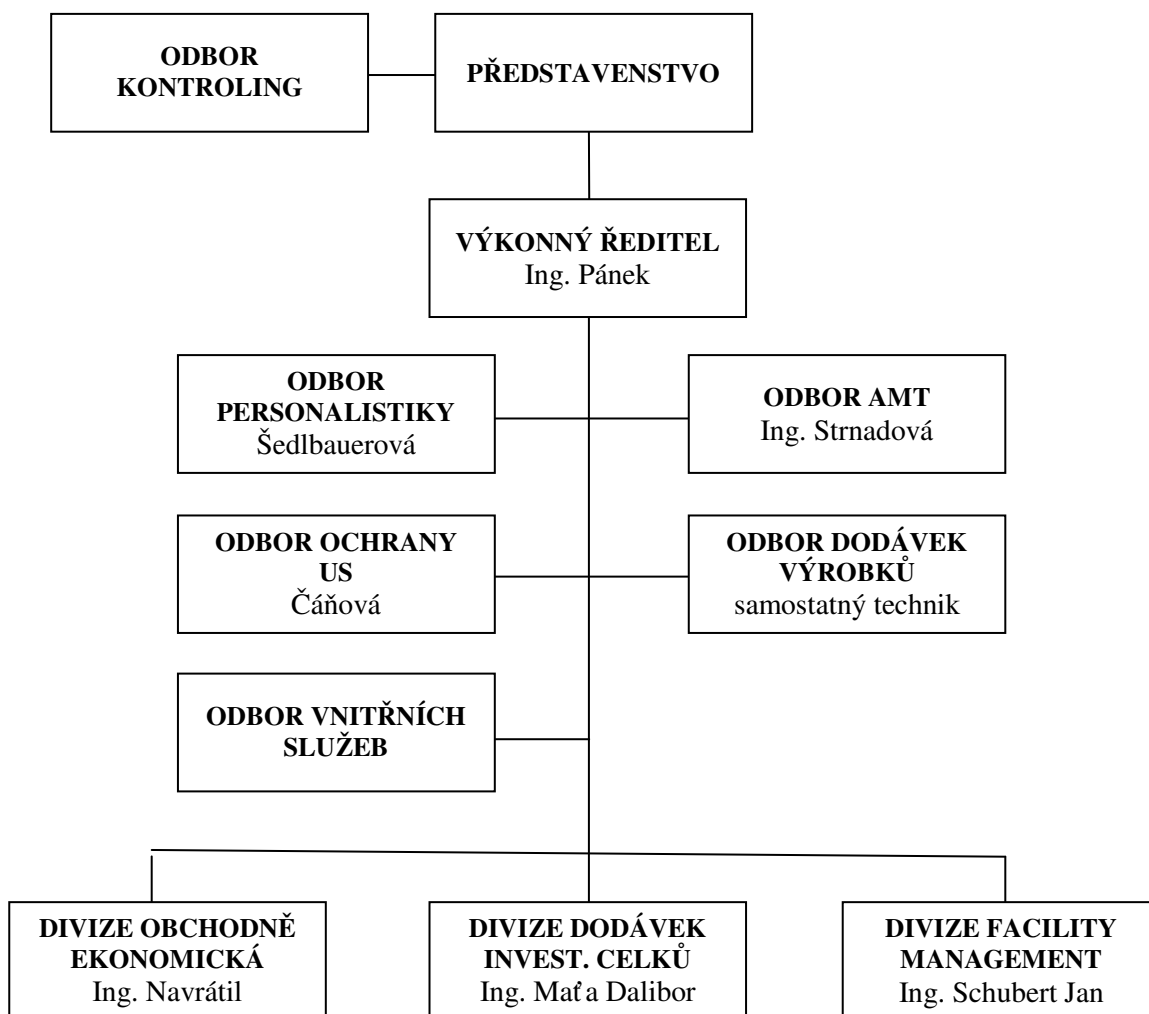 ODBOR
KONTROLING
PŘEDSTAVENSTVO
VÝKONNÝ ŘEDITEL
Ing. Pánek
ODBOR
PERSONALISTIKY
Šedlbauerová
ODBOR AMT
Ing. Strnadová
ODBOR OCHRANY
US
Čáňová
ODBOR DODÁVEK
VÝROBKŮ
samostatný technik
ODBOR VNITŘNÍCH
SLUŽEB
DIVIZE OBCHODNĚ
EKONOMICKÁ
Ing. Navrátil
DIVIZE DODÁVEK
INVEST. CELKŮ
Ing. Maťa Dalibor
DIVIZE FACILITY
MANAGEMENT
Ing. Schubert Jan